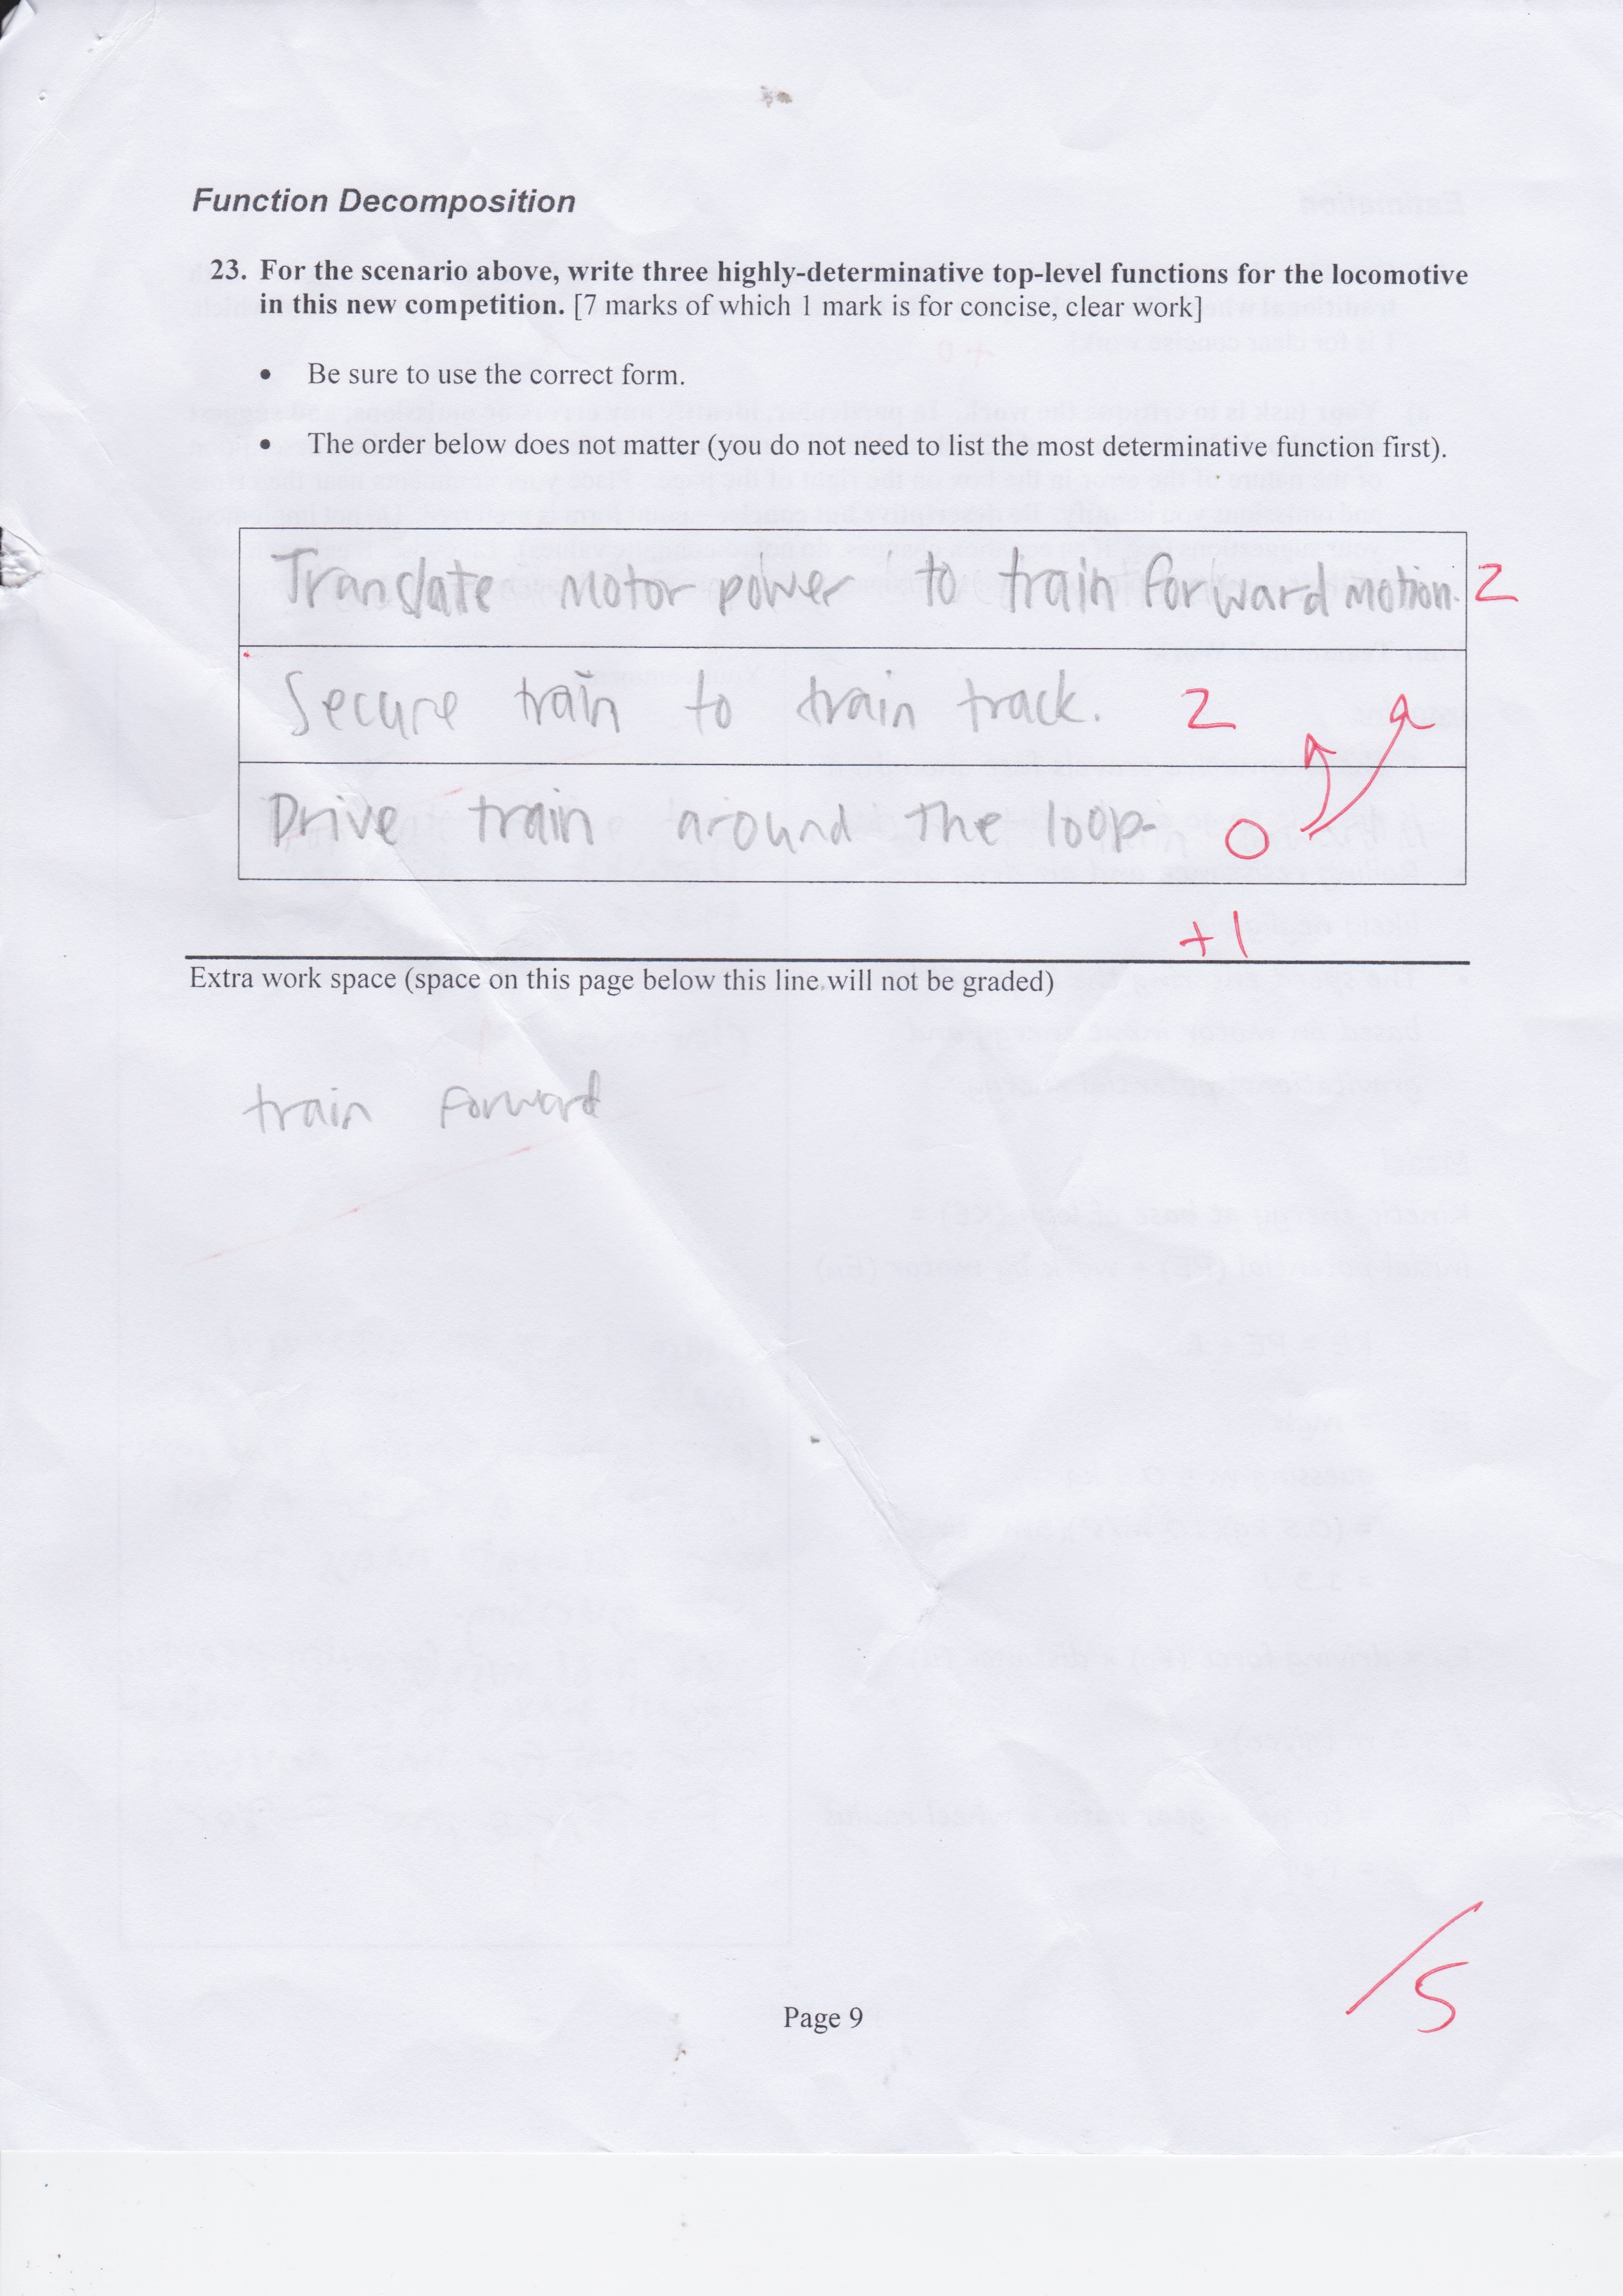 Function Decomposition
23. For the scenario above, write three highly-determinative top-level functions for the locomotive
in this new competition. [7 marks of which 1 mark is for concise, clear work]
• Be sure to use the correct form.
• The order below does not matter (you do not need to list the most determinative function first).
Translate motor power to train forward motion. 2
Secure train to train track. 2
Drive train around the loop. 0
+1
Extra work space (space on this page below this line will not be graded)
train forward
/5
Page 9